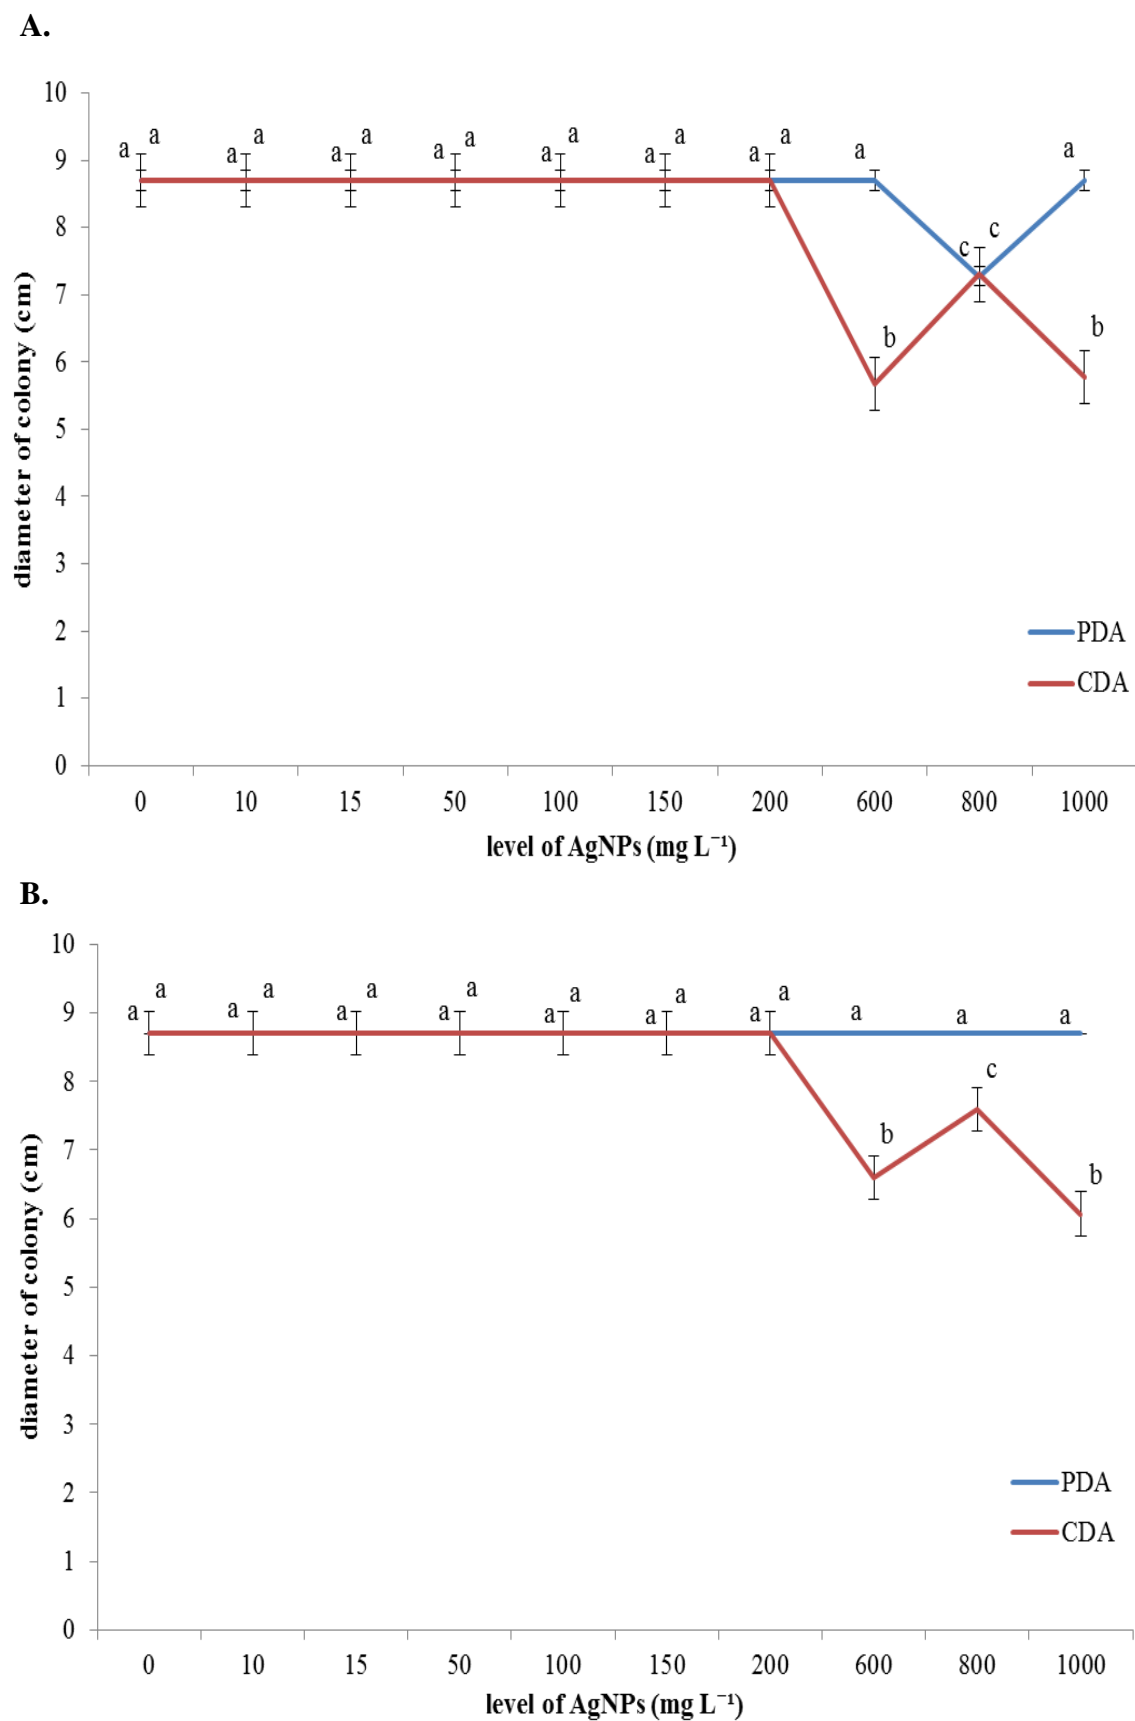 A.
10
a a a a a a a a a a a a a a a a
9
8
c c
7
b b
6
5
4
3
2
PDA
1
CDA
0
0 10 15 50 100 150 200 600 800 1000
level of AgNPs (mg L⁻¹)
diameter of colony (cm)
B.
10
a a a a a a a a a a a a a a a a a
9
8
c
7
b b
6
5
4
3
2
PDA
1
CDA
0
0 10 15 50 100 150 200 600 800 1000
level of AgNPs (mg L⁻¹)
diameter of colony (cm)